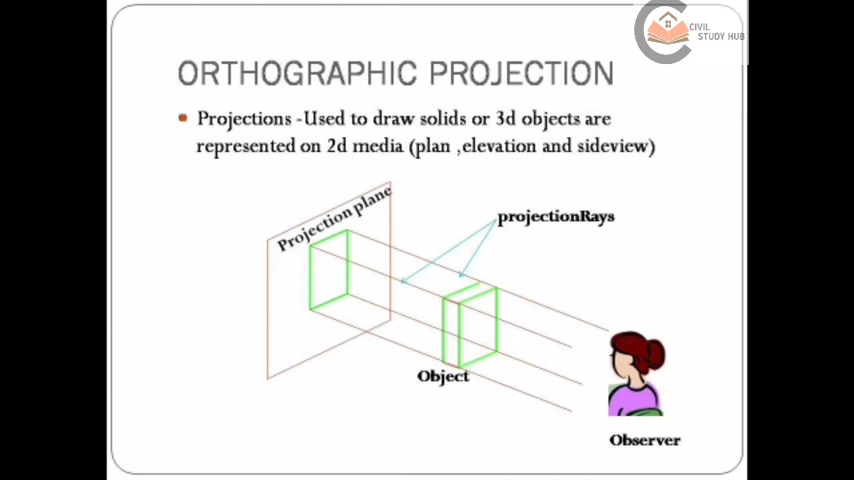 CIVIL
STUDY HUB
ORTHOGRAPHIC PROJECTION
Projections -Used to draw solids or 3d objects are
represented on 2d media (plan ,elevation and sideview)
Projection plane
projectionRays
Object
Observer